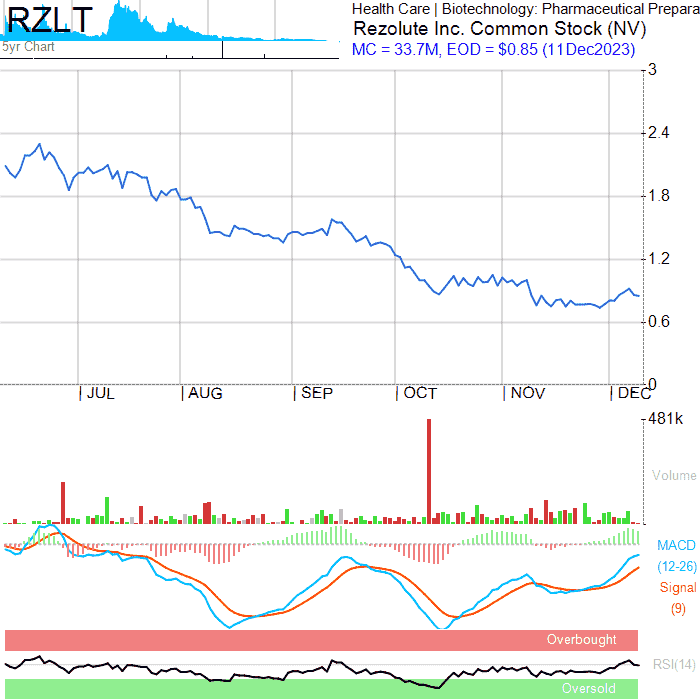 RZLT
5yr Chart
Health Care | Biotechnology: Pharmaceutical Prepara
Rezolute Inc. Common Stock (NV)
MC = 33.7M, EOD = $0.85 (11Dec2023)
3
2.4
1.8
1.2
0.6
0
JUL
AUG
SEP
OCT
NOV
DEC
481k
Volume
MACD
(12-26)
Signal
(9)
Overbought
RSI(14)
Oversold